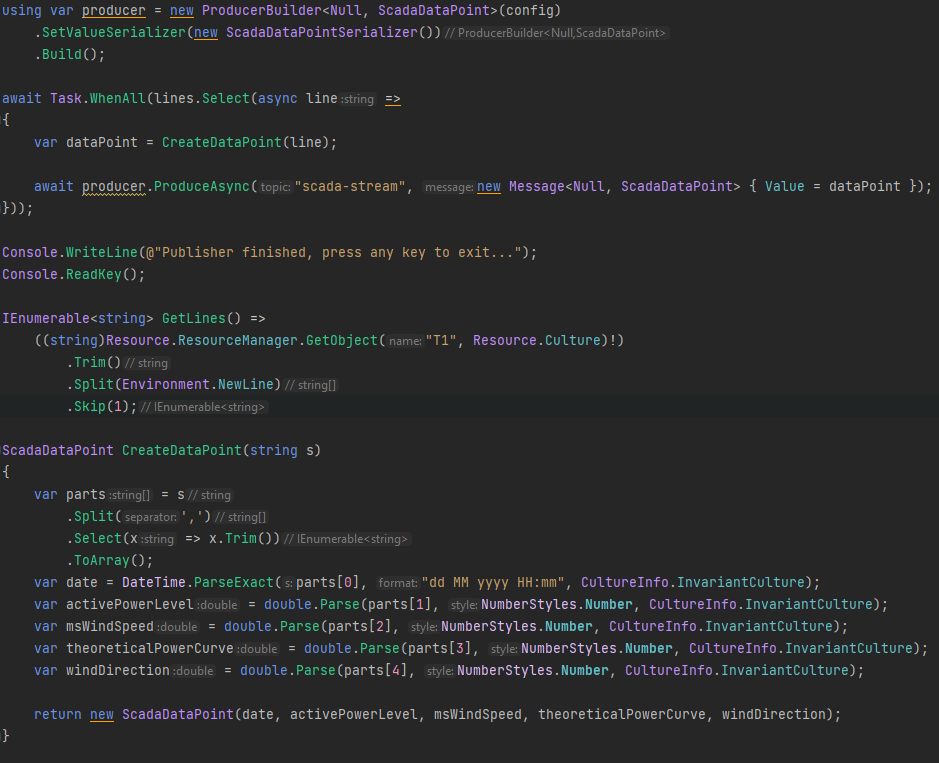 using var producer = new ProducerBuilder<Null, ScadaDataPoint>(config)
    .SetValueSerializer(new ScadaDataPointSerializer()) // ProducerBuilder<Null,ScadaDataPoint>
    .Build();

await Task.WhenAll(lines.Select(async line :string =>
{
    var dataPoint = CreateDataPoint(line);

    await producer.ProduceAsync( topic: "scada-stream", message: new Message<Null, ScadaDataPoint> { Value = dataPoint });
}));

Console.WriteLine(@"Publisher finished, press any key to exit...");
Console.ReadKey();

IEnumerable<string> GetLines() =>
    ((string)Resource.ResourceManager.GetObject( name: "T1", Resource.Culture)!)
        .Trim() // string
        .Split(Environment.NewLine) // string[]
        .Skip(1); // IEnumerable<string>

ScadaDataPoint CreateDataPoint(string s)
{
    var parts :string[] = s // string
        .Split( separator: ',') // string[]
        .Select(x :string => x.Trim()) // IEnumerable<string>
        .ToArray();
    var date = DateTime.ParseExact( s: parts[0], format: "dd MM yyyy HH:mm", CultureInfo.InvariantCulture);
    var activePowerLevel :double = double.Parse(parts[1], style: NumberStyles.Number, CultureInfo.InvariantCulture);
    var msWindSpeed :double = double.Parse(parts[2], style: NumberStyles.Number, CultureInfo.InvariantCulture);
    var theoreticalPowerCurve :double = double.Parse(parts[3], style: NumberStyles.Number, CultureInfo.InvariantCulture);
    var windDirection :double = double.Parse(parts[4], style: NumberStyles.Number, CultureInfo.InvariantCulture);

    return new ScadaDataPoint(date, activePowerLevel, msWindSpeed, theoreticalPowerCurve, windDirection);
}